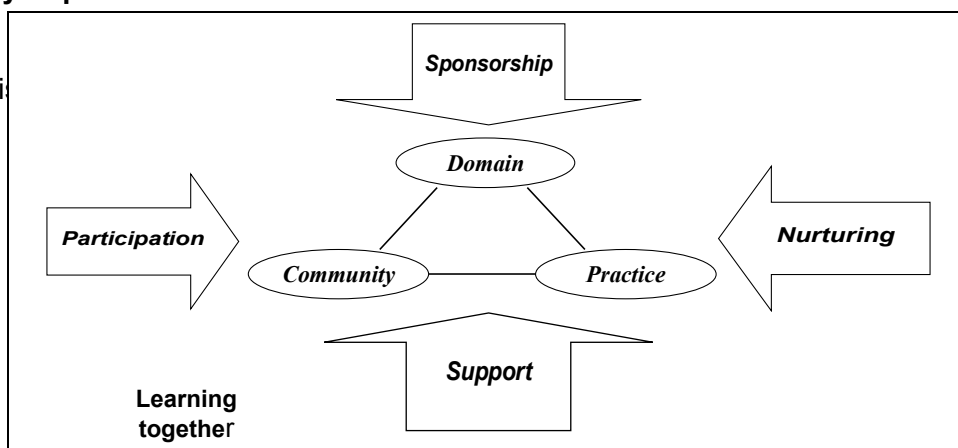 Sponsorship
Domain
Participation
Nurturing
Community
Practice
Support
Learning
together